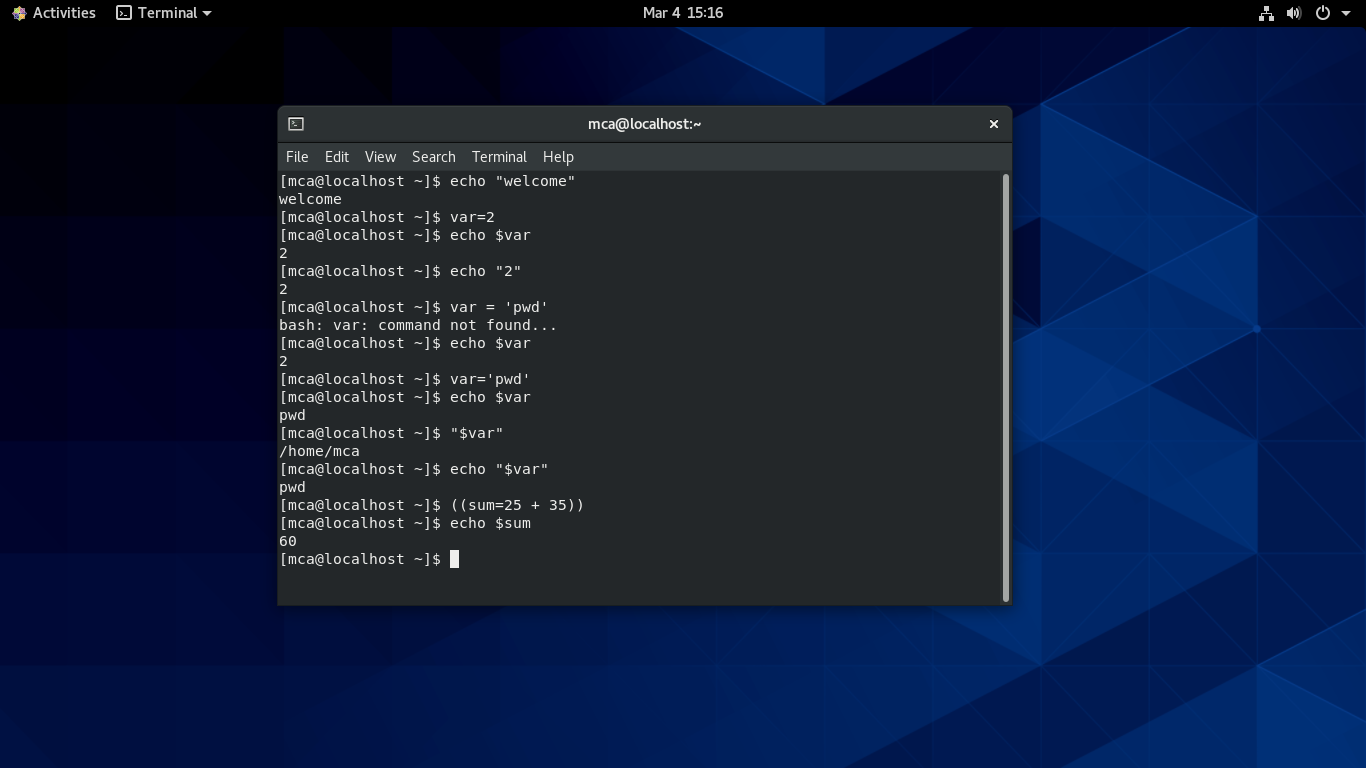 Activities Terminal Mar 4 15:16
mca@localhost:~
File Edit View Search Terminal Help
[mca@localhost ~]$ echo "welcome"
welcome
[mca@localhost ~]$ var=2
[mca@localhost ~]$ echo $var
2
[mca@localhost ~]$ echo "2"
2
[mca@localhost ~]$ var = 'pwd'
bash: var: command not found...
[mca@localhost ~]$ echo $var
2
[mca@localhost ~]$ var='pwd'
[mca@localhost ~]$ echo $var
pwd
[mca@localhost ~]$ "$var"
/home/mca
[mca@localhost ~]$ echo "$var"
pwd
[mca@localhost ~]$ ((sum=25 + 35))
[mca@localhost ~]$ echo $sum
60
[mca@localhost ~]$